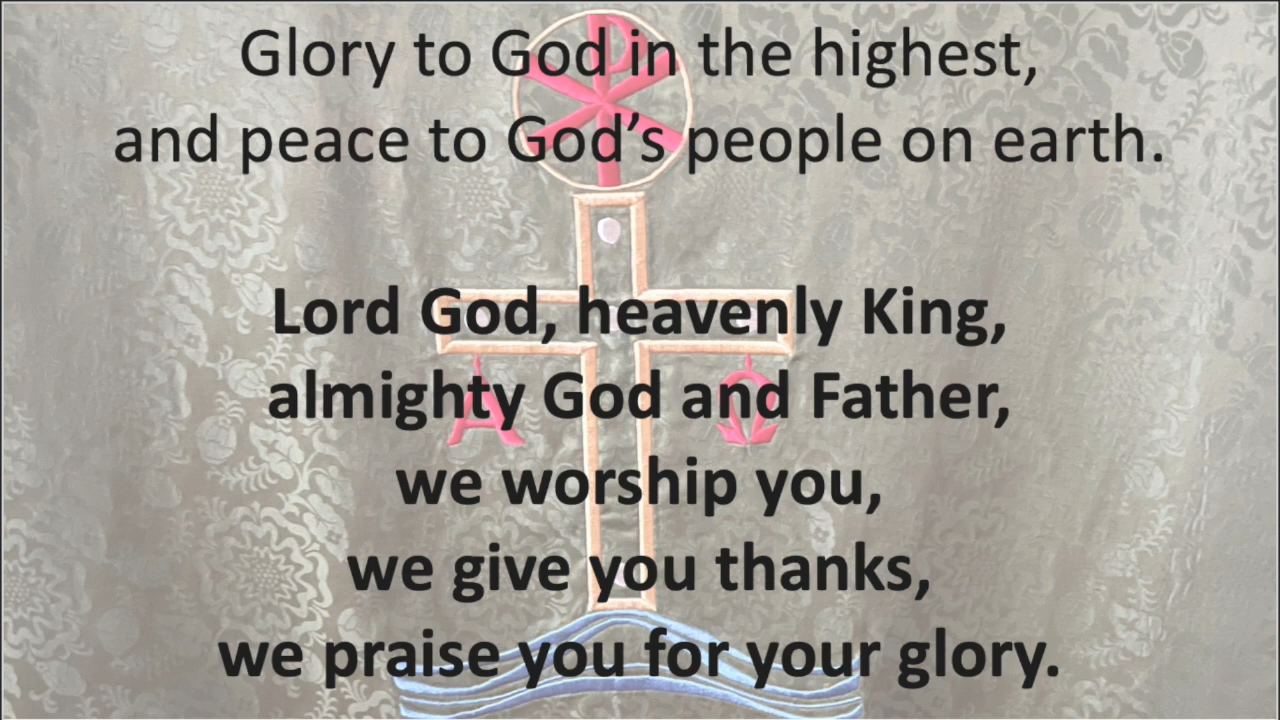 Glory to God in the highest,
and peace to God’s people on earth.
Lord God, heavenly King,
almighty God and Father,
we worship you,
we give you thanks,
we praise you for your glory.